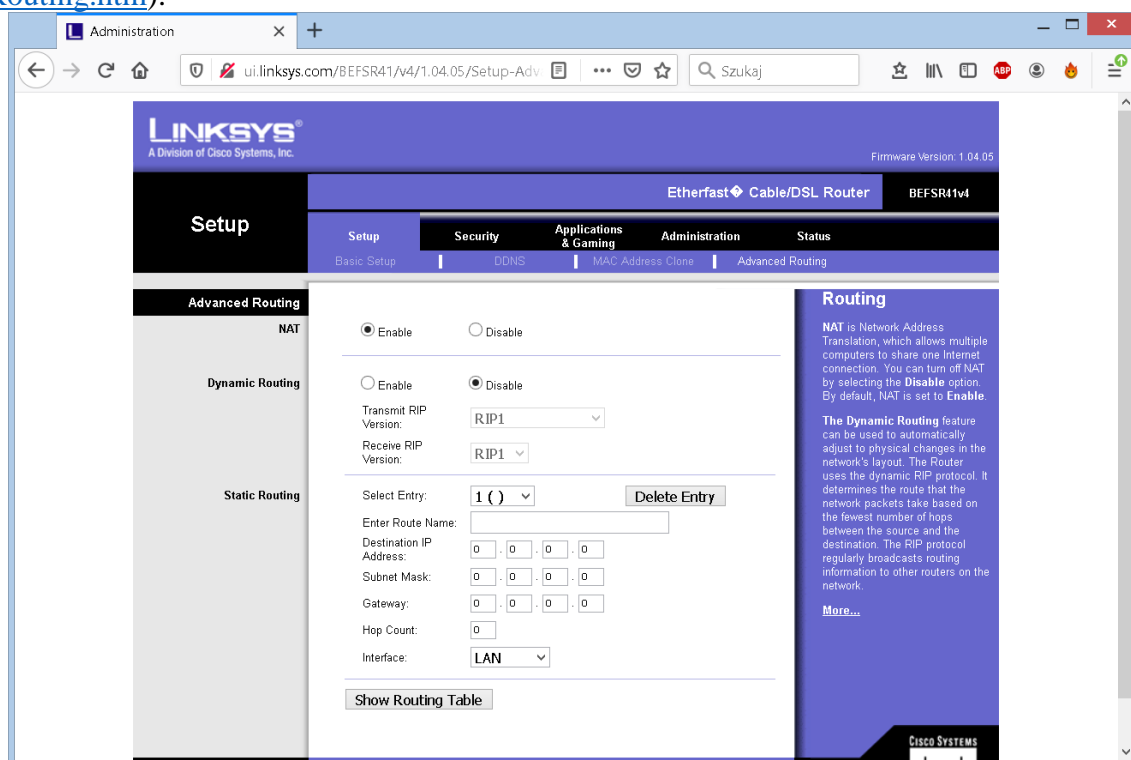 Routing.htm).
Administration
ui.linksys.com/BEFSR41/v4/1.04.05/Setup-Adv
Szukaj
ABP
LINKSYS®
A Division of Cisco Systems, Inc.
Firmware Version: 1.04.05
Etherfast� Cable/DSL Router
BEFSR41v4
Setup
Setup
Security
Applications
& Gaming
Administration
Status
Basic Setup
DDNS
MAC Address Clone
Advanced Routing
Advanced Routing
NAT
Enable
Disable
Dynamic Routing
Enable
Disable
Transmit RIP
Version:
RIP1
Receive RIP
Version:
RIP1
Static Routing
Select Entry:
1 ( )
Delete Entry
Enter Route Name:
Destination IP
Address:
0 . 0 . 0 . 0
Subnet Mask:
0 . 0 . 0 . 0
Gateway:
0 . 0 . 0 . 0
Hop Count:
0
Interface:
LAN
Show Routing Table
Routing
NAT is Network Address
Translation, which allows multiple
computers to share one Internet
connection. You can turn off NAT
by selecting the Disable option.
By default, NAT is set to Enable.
The Dynamic Routing feature
can be used to automatically
adjust to physical changes in the
network's layout. The Router
uses the dynamic RIP protocol. It
determines the route that the
network packets take based on
the fewest number of hops
between the source and the
destination. The RIP protocol
regularly broadcasts routing
information to other routers on the
network.
More...
CISCO SYSTEMS